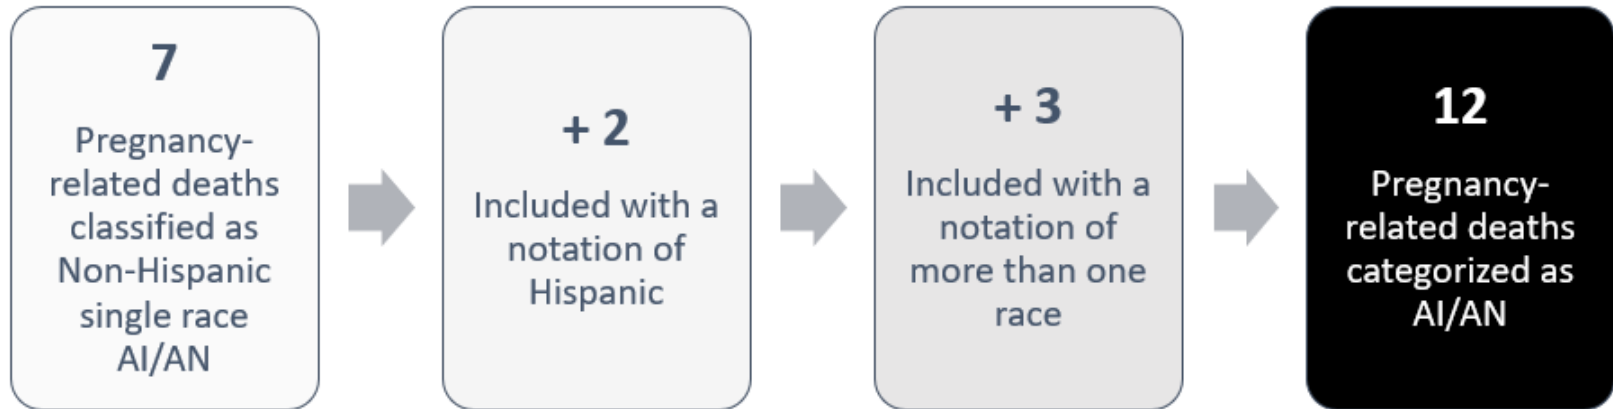 7
Pregnancy-
related deaths
classified as
Non-Hispanic
single race
AI/AN
+ 2
Included with a
notation of
Hispanic
+ 3
Included with a
notation of
more than one
race
12
Pregnancy-
related deaths
categorized as
AI/AN